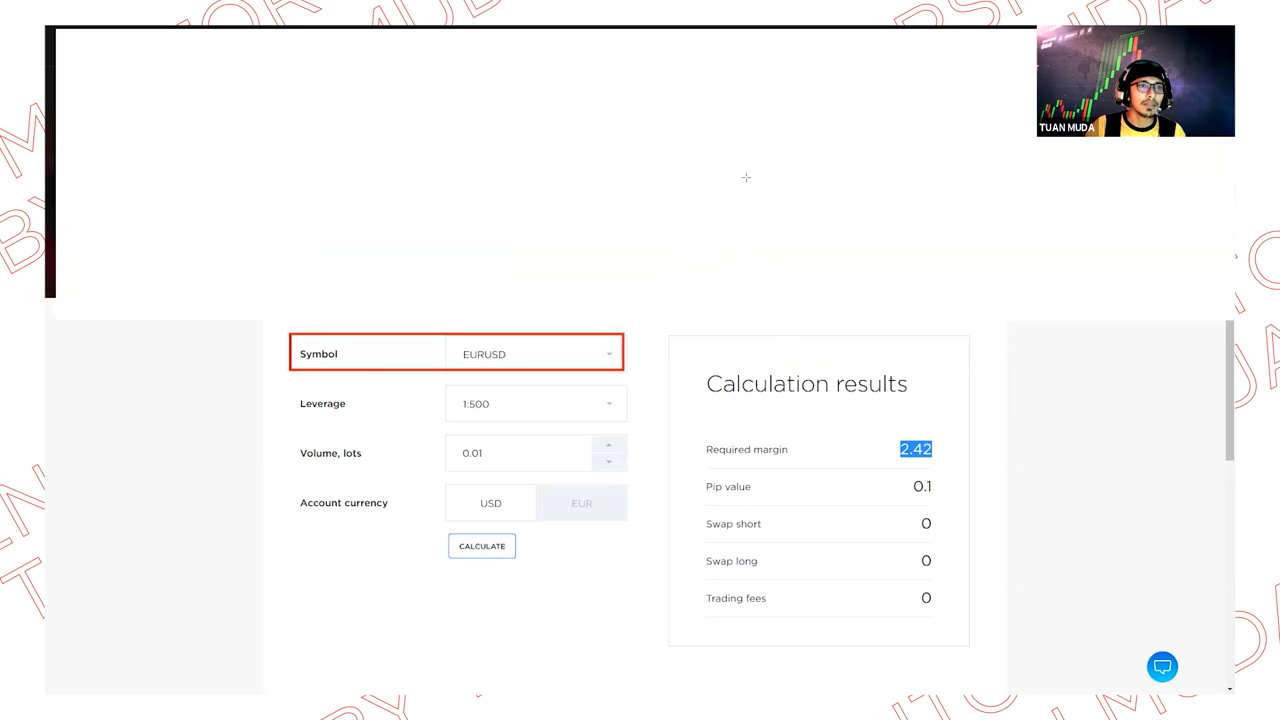 TUAN MUDA
Symbol
EURUSD
Leverage
1:500
Volume, lots
0.01
Account currency
USD
EUR
CALCULATE
Calculation results
Required margin
2.42
Pip value
0.1
Swap short
0
Swap long
0
Trading fees
0